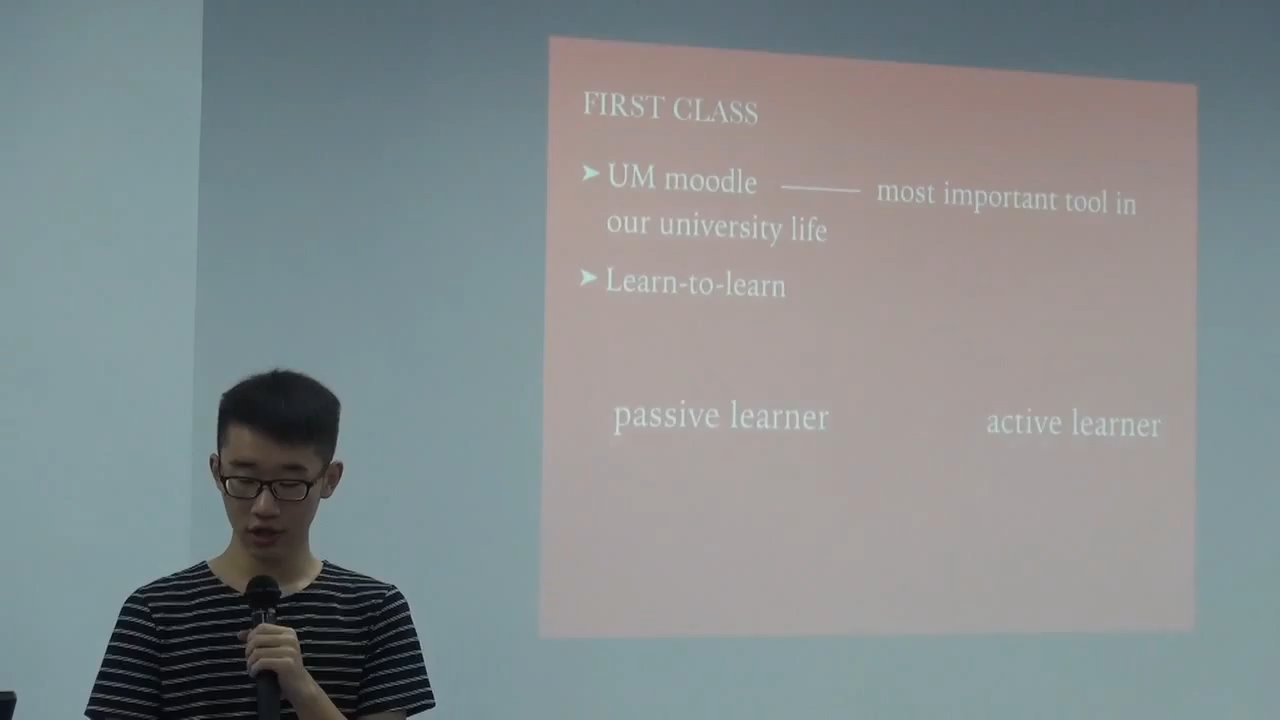 FIRST CLASS
➤ UM moodle —— most important tool in
our university life
➤ Learn-to-learn
passive learner active learner